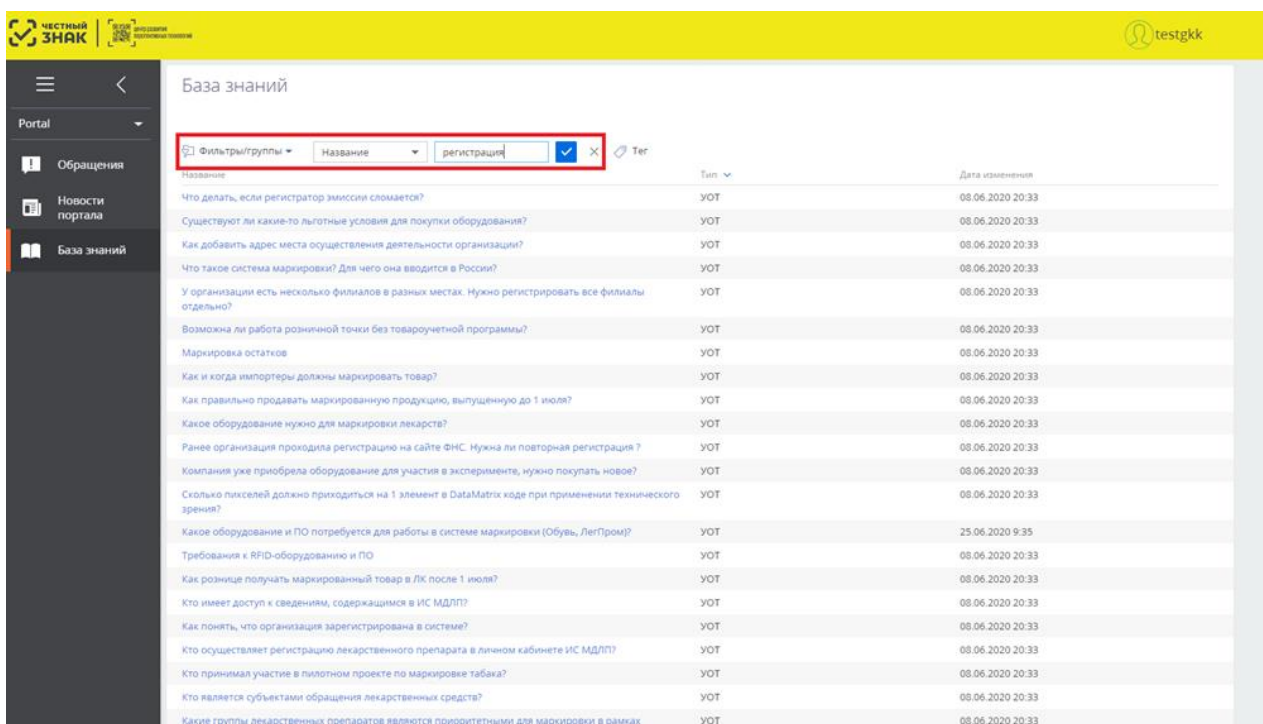 ЧЕСТНЫЙ
ЗНАК
testgkk
Portal
Обращения
Новости
портала
База знаний
База знаний
Фильтры/группы Название регистрация Тег
Название Тип Дата изменения
Что делать, если регистратор эмиссии сломается? УОТ 08.06.2020 20:33
Существуют ли какие-то льготные условия для покупки оборудования? УОТ 08.06.2020 20:33
Как добавить адрес места осуществления деятельности организации? УОТ 08.06.2020 20:33
Что такое система маркировки? Для чего она вводится в России? УОТ 08.06.2020 20:33
У организации есть несколько филиалов в разных местах. Нужно регистрировать все филиалы УОТ 08.06.2020 20:33
отдельно?
Возможна ли работа розничной точки без товароучетной программы? УОТ 08.06.2020 20:33
Маркировка остатков УОТ 08.06.2020 20:33
Как и когда импортеры должны маркировать товар? УОТ 08.06.2020 20:33
Как правильно продавать маркированную продукцию, выпущенную до 1 июля? УОТ 08.06.2020 20:33
Какое оборудование нужно для маркировки лекарств? УОТ 08.06.2020 20:33
Ранее организация проходила регистрацию на сайте ФНС. Нужна ли повторная регистрация ? УОТ 08.06.2020 20:33
Компания уже приобрела оборудование для участия в эксперименте, нужно покупать новое? УОТ 08.06.2020 20:33
Сколько пикселей должно приходиться на 1 элемент в DataMatrix коде при применении технического УОТ 08.06.2020 20:33
зрения?
Какое оборудование и ПО потребуется для работы в системе маркировки (Обувь, ЛегПром)? УОТ 25.06.2020 9:35
Требования к RFID-оборудованию и ПО УОТ 08.06.2020 20:33
Как рознице получать маркированный товар в ЛК после 1 июля? УОТ 08.06.2020 20:33
Кто имеет доступ к сведениям, содержащимся в ИС МДЛП? УОТ 08.06.2020 20:33
Как понять, что организация зарегистрирована в системе? УОТ 08.06.2020 20:33
Кто осуществляет регистрацию лекарственного препарата в личном кабинете ИС МДЛП? УОТ 08.06.2020 20:33
Кто принимал участие в пилотном проекте по маркировке табака? УОТ 08.06.2020 20:33
Кто является субъектами обращения лекарственных средств? УОТ 08.06.2020 20:33
Какие группы лекарственных препаратов являются приоритетными для маркировки в рамках УОТ 08.06.2020 20:33